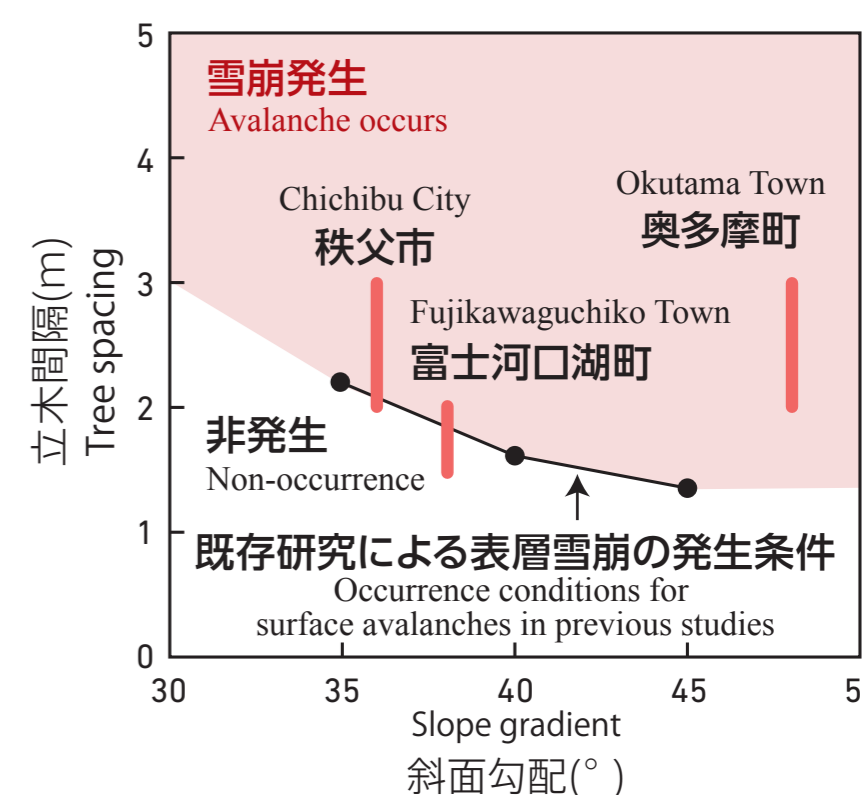 5
雪崩発生
Avalanche occurs
4
Chichibu City
秩父市
Okutama Town
奥多摩町
3
Fujikawaguchiko Town
富士河口湖町
立木間隔(m)
Tree spacing
2
非発生
Non-occurrence
1
既存研究による表層雪崩の発生条件
Occurrence conditions for
surface avalanches in previous studies
0
30 35 40 45 5
Slope gradient
斜面勾配(°)